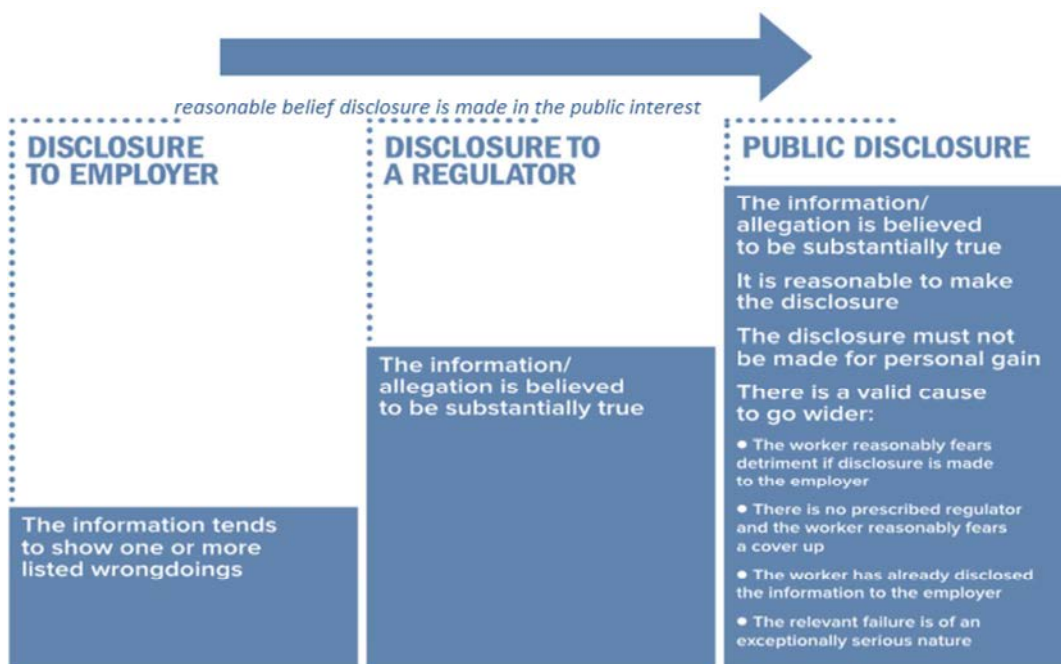 reasonable belief disclosure is made in the public interest
DISCLOSURE
TO EMPLOYER
The information tends
to show one or more
listed wrongdoings
DISCLOSURE TO
A REGULATOR
The information/
allegation is believed
to be substantially true
PUBLIC DISCLOSURE
The information/
allegation is believed
to be substantially true
It is reasonable to make
the disclosure
The disclosure must not
be made for personal gain
There is a valid cause
to go wider:
● The worker reasonably fears
detriment if disclosure is made
to the employer
● There is no prescribed regulator
and the worker reasonably fears
a cover up
● The worker has already disclosed
the information to the employer
● The relevant failure is of an
exceptionally serious nature